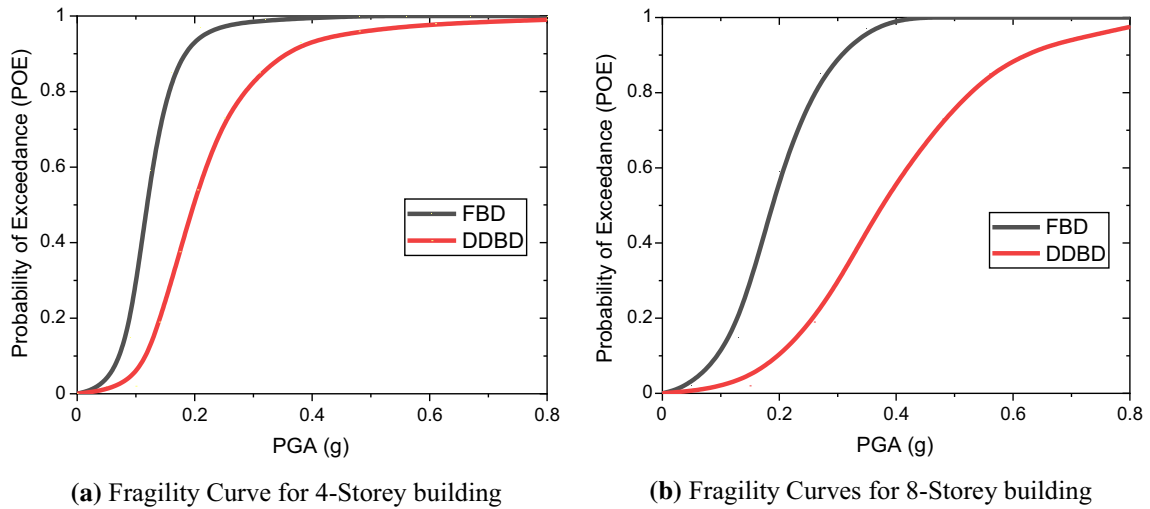 1
0.8
0.6
0.4
0.2
0
Probability of Exceedance (POE)
FBD
DDBD
0 0.2 0.4 0.6 0.8
PGA (g)
(a) Fragility Curve for 4-Storey building
1
0.8
0.6
0.4
0.2
0
Probability of Exceedance (POE)
FBD
DDBD
0 0.2 0.4 0.6 0.8
PGA (g)
(b) Fragility Curves for 8-Storey building